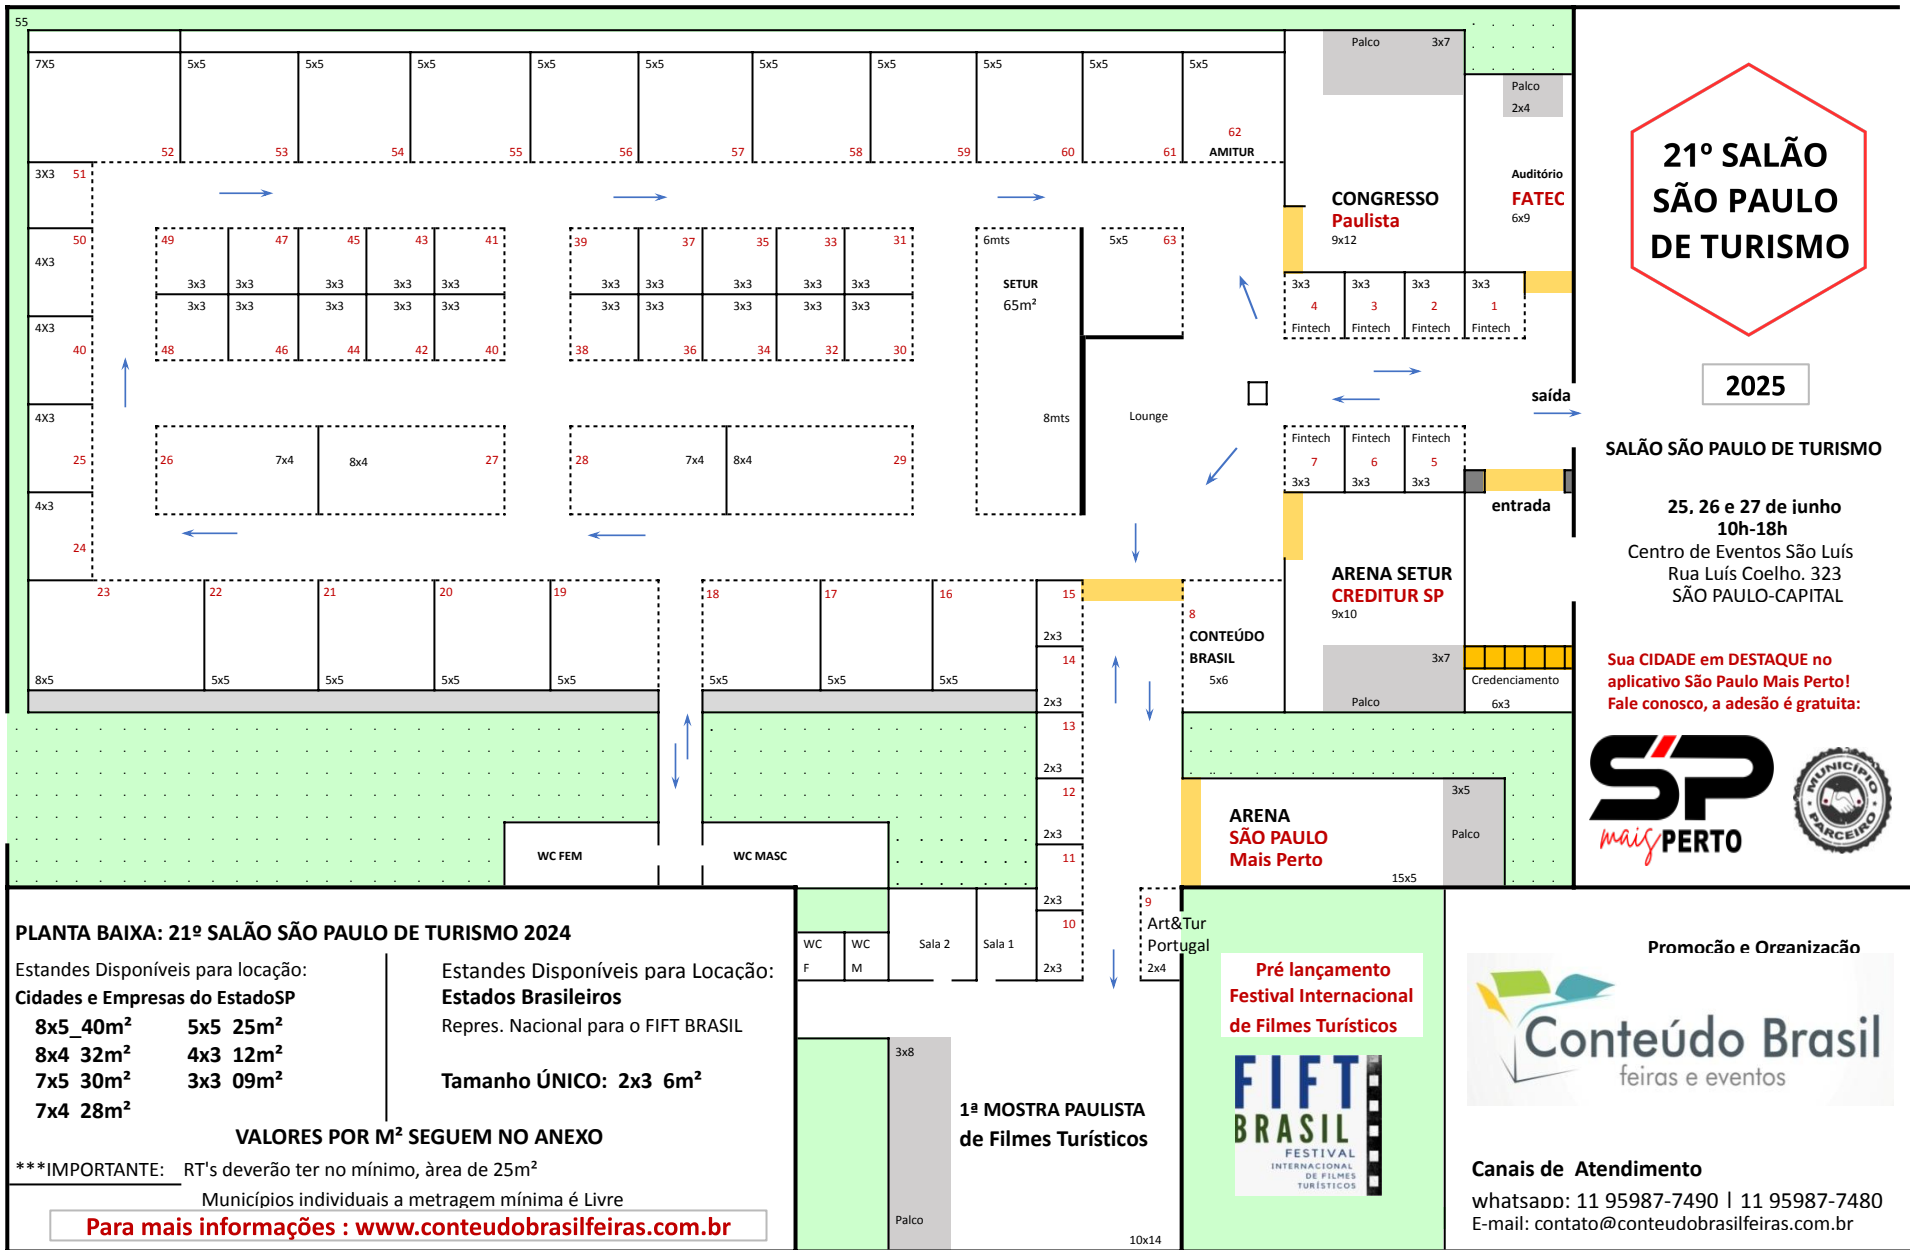 55
7X5
5x5
5x5
5x5
5x5
5x5
5x5
5x5
5x5
5x5
5x5
52
53
54
55
56
57
58
59
60
61
62
AMITUR
Palco 3x7
Palco
2x4
CONGRESSO
Paulista
9x12
Auditório
FATEC
6x9
3X3 51
50
4X3
4X3
40
4X3
25
4x3
24
49 47 45 43 41
3x3 3x3 3x3 3x3 3x3
3x3 3x3 3x3 3x3 3x3
48 46 44 42 40
39 37 35 33 31
3x3 3x3 3x3 3x3 3x3
3x3 3x3 3x3 3x3 3x3
38 36 34 32 30
6mts
SETUR
65m²
8mts
5x5 63
Lounge
3x3 3x3 3x3 3x3
4 3 2 1
Fintech Fintech Fintech Fintech
saída
26 7x4 8x4 27
28 7x4 8x4 29
Fintech Fintech Fintech
7 6 5
3x3 3x3 3x3
entrada
23 22 21 20 19
8x5 5x5 5x5 5x5 5x5
18 17 16
5x5 5x5 5x5
15
2x3
14
2x3
13
2x3
12
2x3
11
2x3
10
2x3
8
CONTEÚDO
BRASIL
5x6
ARENA SETUR
CREDITUR SP
9x10
3x7
Palco
Credenciamento
6x3
ARENA
SÃO PAULO
Mais Perto
15x5
3x5
Palco
WC FEM
WC MASC
WC
F
WC
M
Sala 2
Sala 1
9
Art&Tur
Portugal
2x4
3x8
Palco
1ª MOSTRA PAULISTA
de Filmes Turísticos
10x14
21º SALÃO
SÃO PAULO
DE TURISMO
2025
SALÃO SÃO PAULO DE TURISMO
25, 26 e 27 de junho
10h-18h
Centro de Eventos São Luís
Rua Luís Coelho. 323
SÃO PAULO-CAPITAL
Sua CIDADE em DESTAQUE no
aplicativo São Paulo Mais Perto!
Fale conosco, a adesão é gratuita:
SP
mais PERTO
MUNICÍPIO
PARCEIRO
PLANTA BAIXA: 21º SALÃO SÃO PAULO DE TURISMO 2024
Estandes Disponíveis para locação:
Cidades e Empresas do EstadoSP
8x5_40m² 5x5 25m²
8x4 32m² 4x3 12m²
7x5 30m² 3x3 09m²
7x4 28m²
Estandes Disponíveis para Locação:
Estados Brasileiros
Repres. Nacional para o FIFT BRASIL
Tamanho ÚNICO: 2x3 6m²
VALORES POR M² SEGUEM NO ANEXO
***IMPORTANTE: RT's deverão ter no mínimo, àrea de 25m²
Municípios individuais a metragem mínima é Livre
Para mais informações : www.conteudobrasilfeiras.com.br
Pré lançamento
Festival Internacional
de Filmes Turísticos
FIFT
BRASIL
FESTIVAL
INTERNACIONAL
DE FILMES
TURÍSTICOS
Promoção e Organização
Conteúdo Brasil
feiras e eventos
Canais de Atendimento
whatsapp: 11 95987-7490 | 11 95987-7480
E-mail: contato@conteudobrasilfeiras.com.br